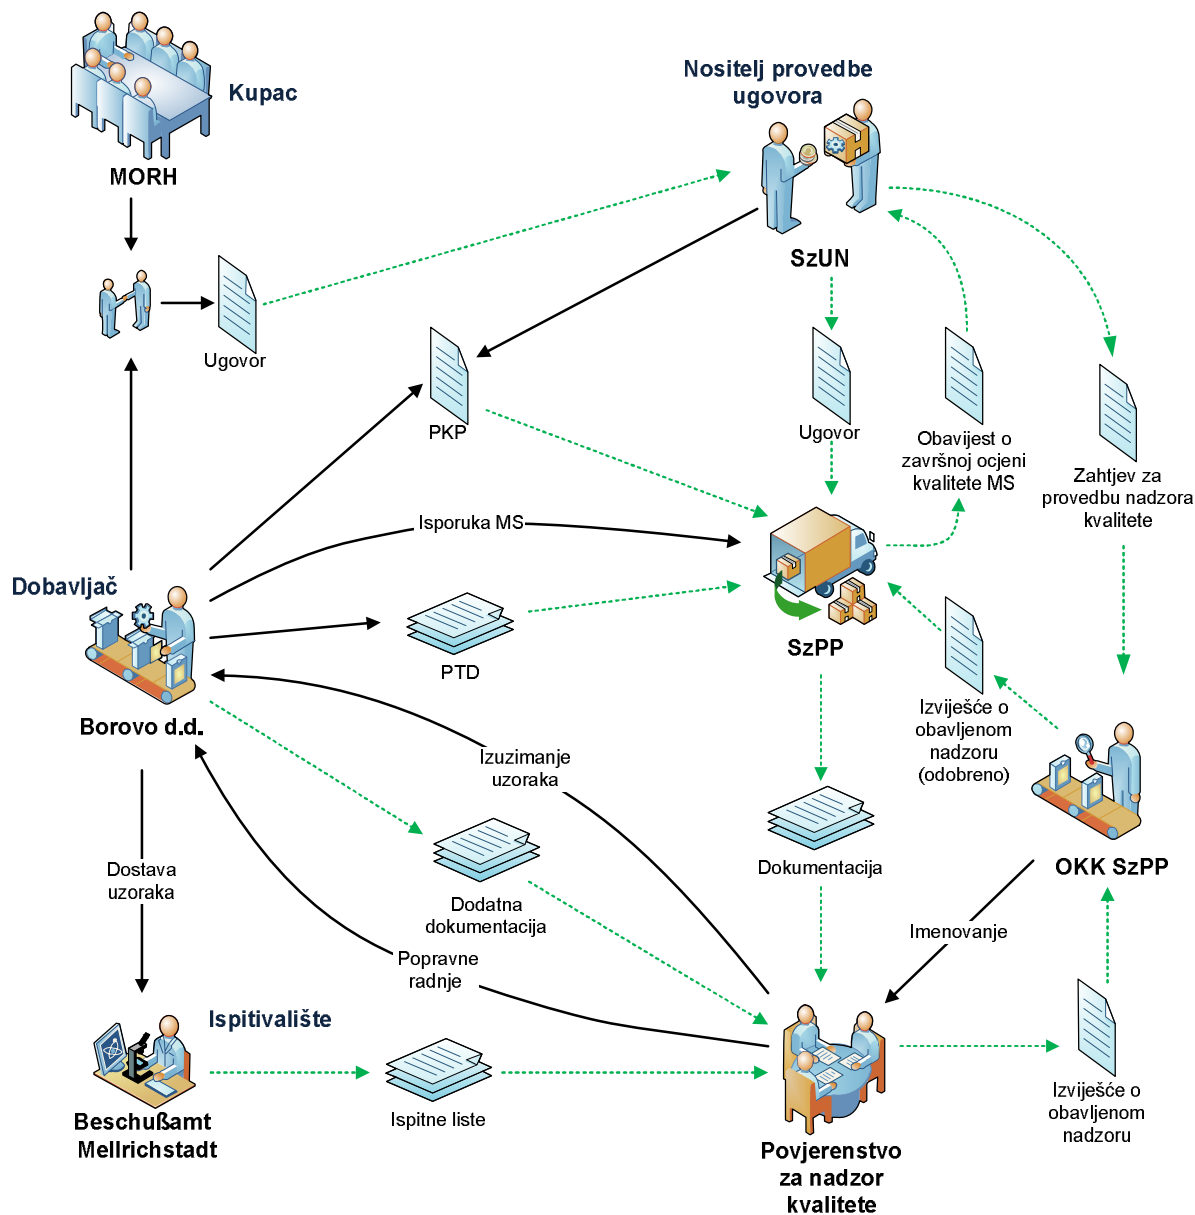 Kupac
MORH
Nositelj provedbe
ugovora
SzUN
Ugovor
PKP
Ugovor
Obavijest o
završnoj ocjeni
kvalitete MS
Zahtjev za
provedbu nadzora
kvalitete
Isporuka MS
Dobavljač
Borovo d.d.
PTD
SzPP
Izviješće o
obavljenom
nadzoru
(odobreno)
Izuzimanje
uzoraka
Dostava
uzoraka
Dodatna
dokumentacija
Dokumentacija
OKK SzPP
Imenovanje
Popravne
radnje
Ispitivalište
Beschußamt
Mellrichstadt
Ispitne liste
Povjerenstvo
za nadzor
kvalitete
Izviješće o
obavljenom
nadzoru